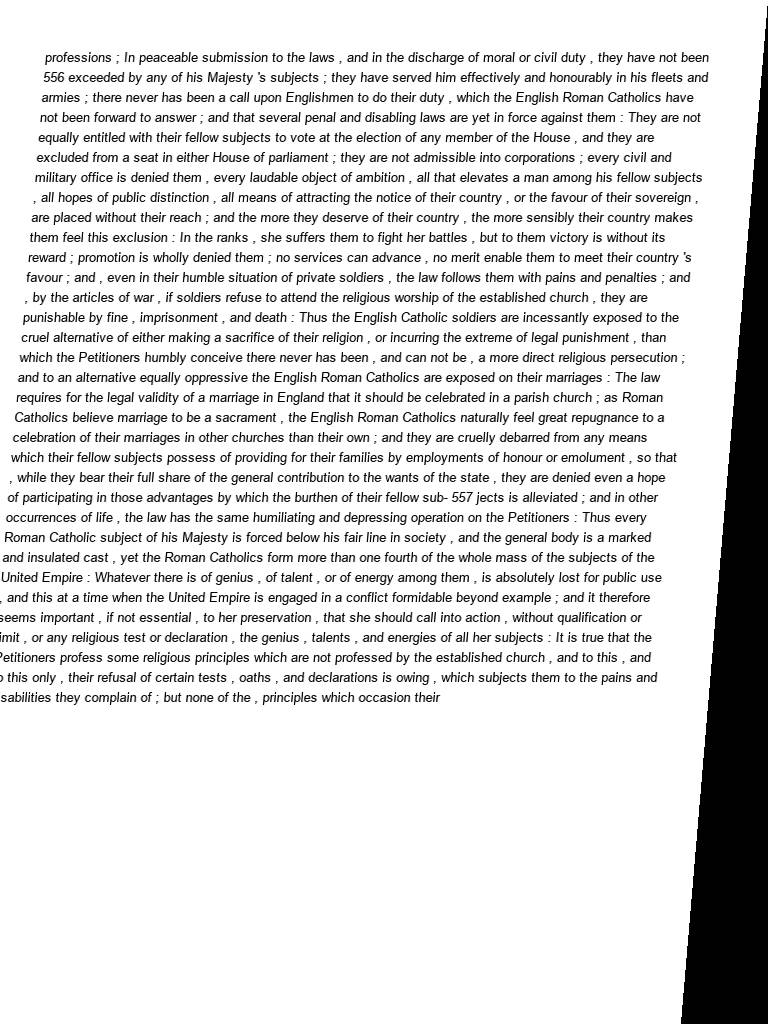 professions ; In peaceable submission to the laws , and in the discharge of moral or civil duty , they have not been
556 exceeded by any of his Majesty 's subjects ; they have served him effectively and honourably in his fleets and
armies ; there never has been a call upon Englishmen to do their duty , which the English Roman Catholics have
not been forward to answer ; and that several penal and disabling laws are yet in force against them : They are not
equally entitled with their fellow subjects to vote at the election of any member of the House , and they are
excluded from a seat in either House of parliament ; they are not admissible into corporations ; every civil and
military office is denied them , every laudable object of ambition , all that elevates a man among his fellow subjects
, all hopes of public distinction , all means of attracting the notice of their country , or the favour of their sovereign ,
are placed without their reach ; and the more they deserve of their country , the more sensibly their country makes
them feel this exclusion : In the ranks , she suffers them to fight her battles , but to them victory is without its
reward ; promotion is wholly denied them ; no services can advance , no merit enable them to meet their country 's
favour ; and , even in their humble situation of private soldiers , the law follows them with pains and penalties ; and
, by the articles of war , if soldiers refuse to attend the religious worship of the established church , they are
punishable by fine , imprisonment , and death : Thus the English Catholic soldiers are incessantly exposed to the
cruel alternative of either making a sacrifice of their religion , or incurring the extreme of legal punishment , than
which the Petitioners humbly conceive there never has been , and can not be , a more direct religious persecution ;
and to an alternative equally oppressive the English Roman Catholics are exposed on their marriages : The law
requires for the legal validity of a marriage in England that it should be celebrated in a parish church ; as Roman
Catholics believe marriage to be a sacrament , the English Roman Catholics naturally feel great repugnance to a
celebration of their marriages in other churches than their own ; and they are cruelly debarred from any means
which their fellow subjects possess of providing for their families by employments of honour or emolument , so that
, while they bear their full share of the general contribution to the wants of the state , they are denied even a hope
of participating in those advantages by which the burthen of their fellow sub- 557 jects is alleviated ; and in other
occurrences of life , the law has the same humiliating and depressing operation on the Petitioners : Thus every
Roman Catholic subject of his Majesty is forced below his fair line in society , and the general body is a marked
and insulated cast , yet the Roman Catholics form more than one fourth of the whole mass of the subjects of the
United Empire : Whatever there is of genius , of talent , or of energy among them , is absolutely lost for public use
, and this at a time when the United Empire is engaged in a conflict formidable beyond example ; and it therefore
seems important , if not essential , to her preservation , that she should call into action , without qualification or
imit , or any religious test or declaration , the genius , talents , and energies of all her subjects : It is true that the
Petitioners profess some religious principles which are not professed by the established church , and to this , and
o this only , their refusal of certain tests , oaths , and declarations is owing , which subjects them to the pains and
sabilities they complain of ; but none of the , principles which occasion their